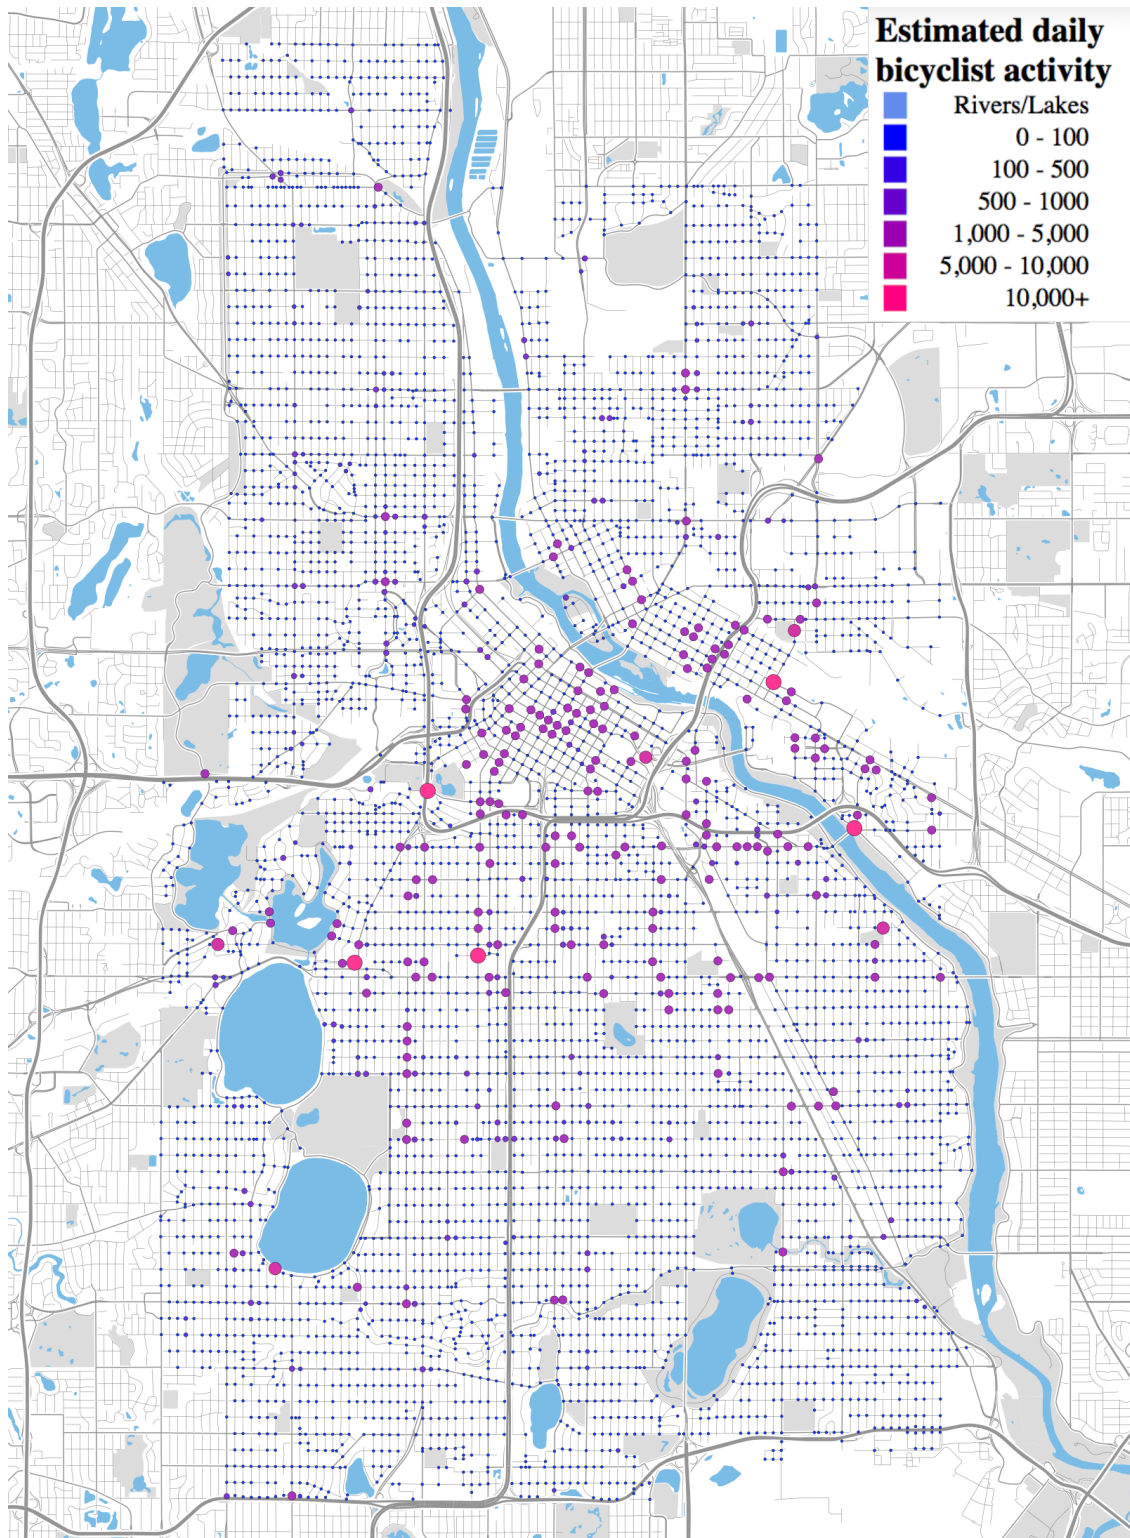 Estimated daily
bicyclist activity
Rivers/Lakes
0 - 100
100 - 500
500 - 1000
1,000 - 5,000
5,000 - 10,000
10,000+